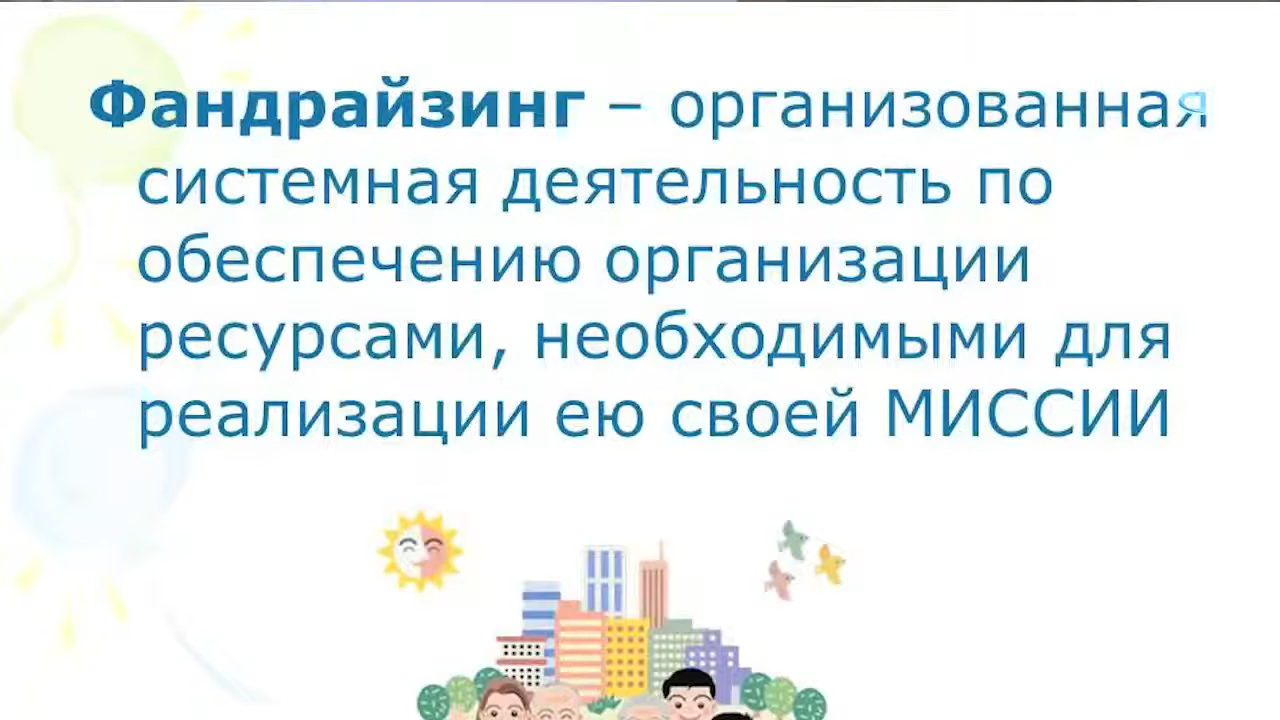 Фандрайзинг – организованная
системная деятельность по
обеспечению организации
ресурсами, необходимыми для
реализации ею своей МИССИИ